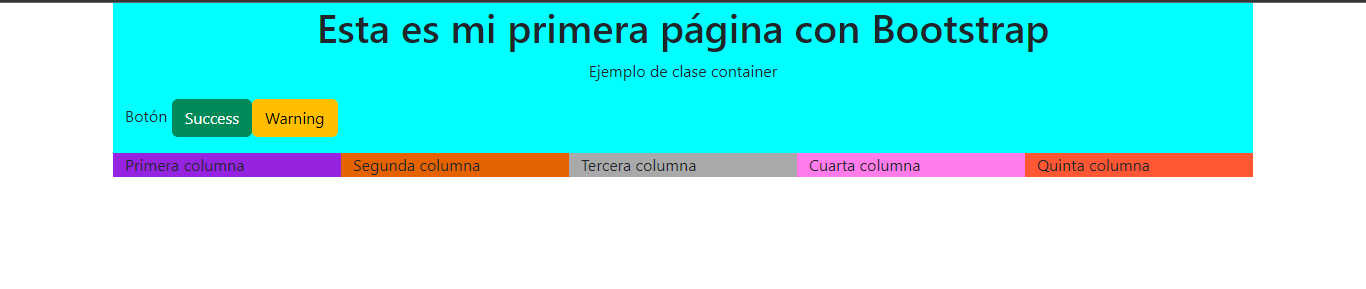 Esta es mi primera página con Bootstrap
Ejemplo de clase container
Botón Success Warning
Primera columna Segunda columna Tercera columna Cuarta columna Quinta columna